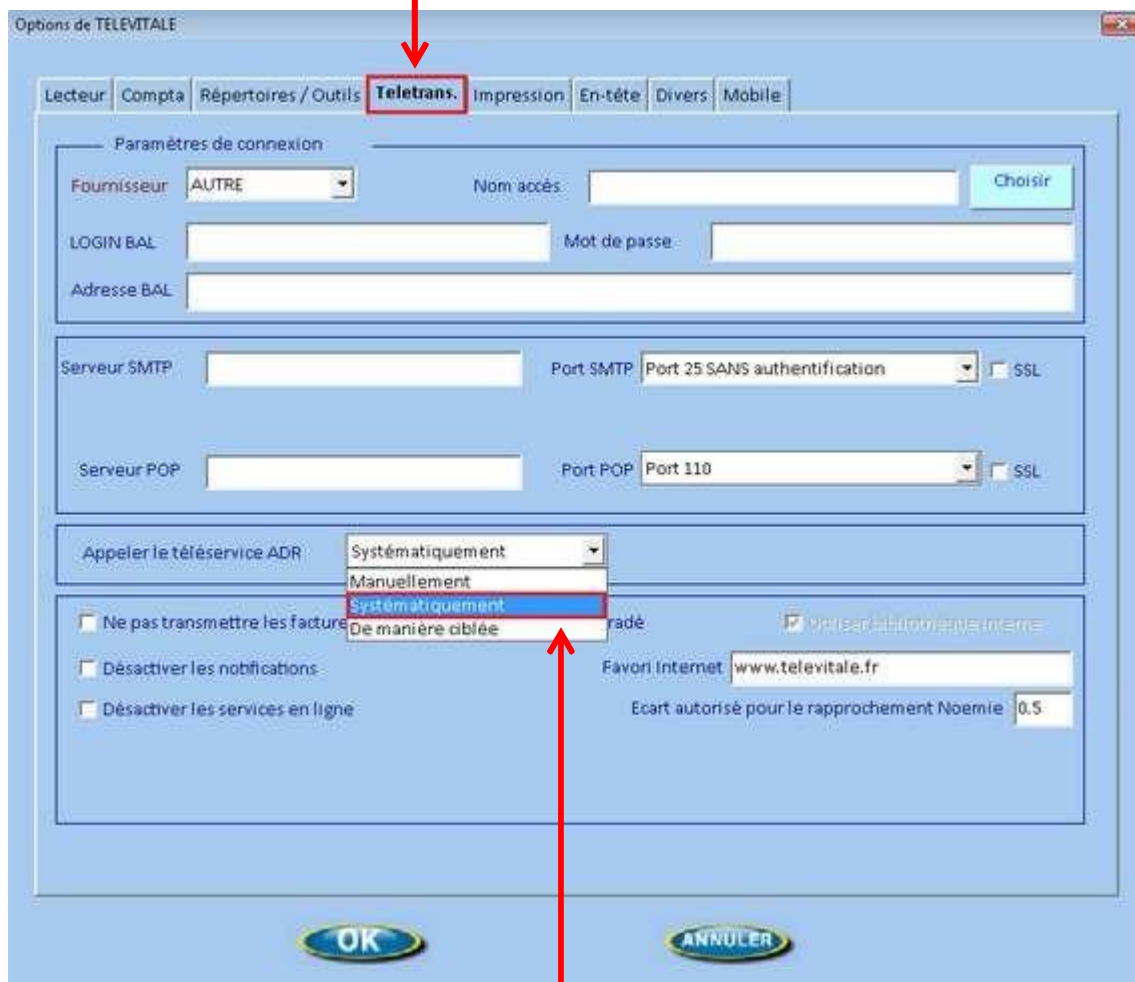 Options de TELEVITALE
Lecteur Compta Répertoires / Outils Teletrans. Impression En-tête Divers Mobile
Paramètres de connexion
Fournisseur AUTRE Nom accès Choisir
LOGIN BAL Mot de passe
Adresse BAL
Serveur SMTP Port SMTP Port 25 SANS authentification SSL
Serveur POP Port POP Port 110 SSL
Appeler le téléservice ADR Systématiquement
Manuellement
Systématiquement
De manière ciblée
Ne pas transmettre les facture radé Utiliser bibliothèque interne
Désactiver les notifications Favori Internet www.televitale.fr
Désactiver les services en ligne Ecart autorisé pour le rapprochement Noemie 0.5
OK ANNULER